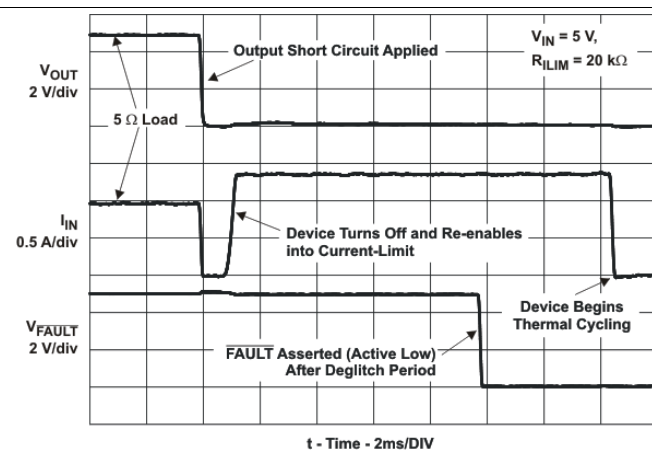 Output Short Circuit Applied
V_IN = 5 V,
R_ILIM = 20 kΩ
V_OUT
2 V/div
5 Ω Load
I_IN
0.5 A/div
Device Turns Off and Re-enables
into Current-Limit
Device Begins
Thermal Cycling
V_F̅A̅U̅L̅T̅
2 V/div
F̅A̅U̅L̅T̅ Asserted (Active Low)
After Deglitch Period
t - Time - 2ms/DIV